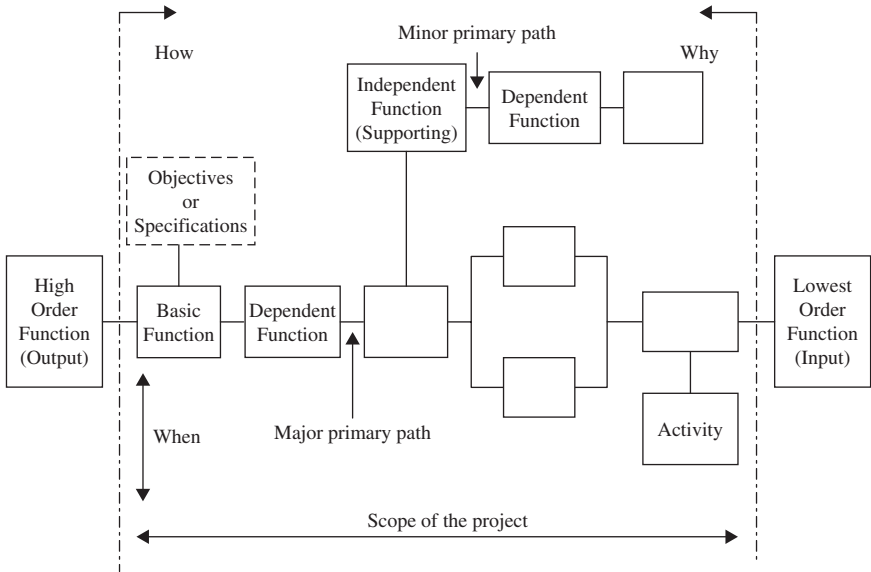 How
Minor primary path
Why
Independent
Function
(Supporting)
Dependent
Function
Objectives
or
Specifications
High
Order
Function
(Output)
Basic
Function
Dependent
Function
Lowest
Order
Function
(Input)
When
Major primary path
Activity
Scope of the project